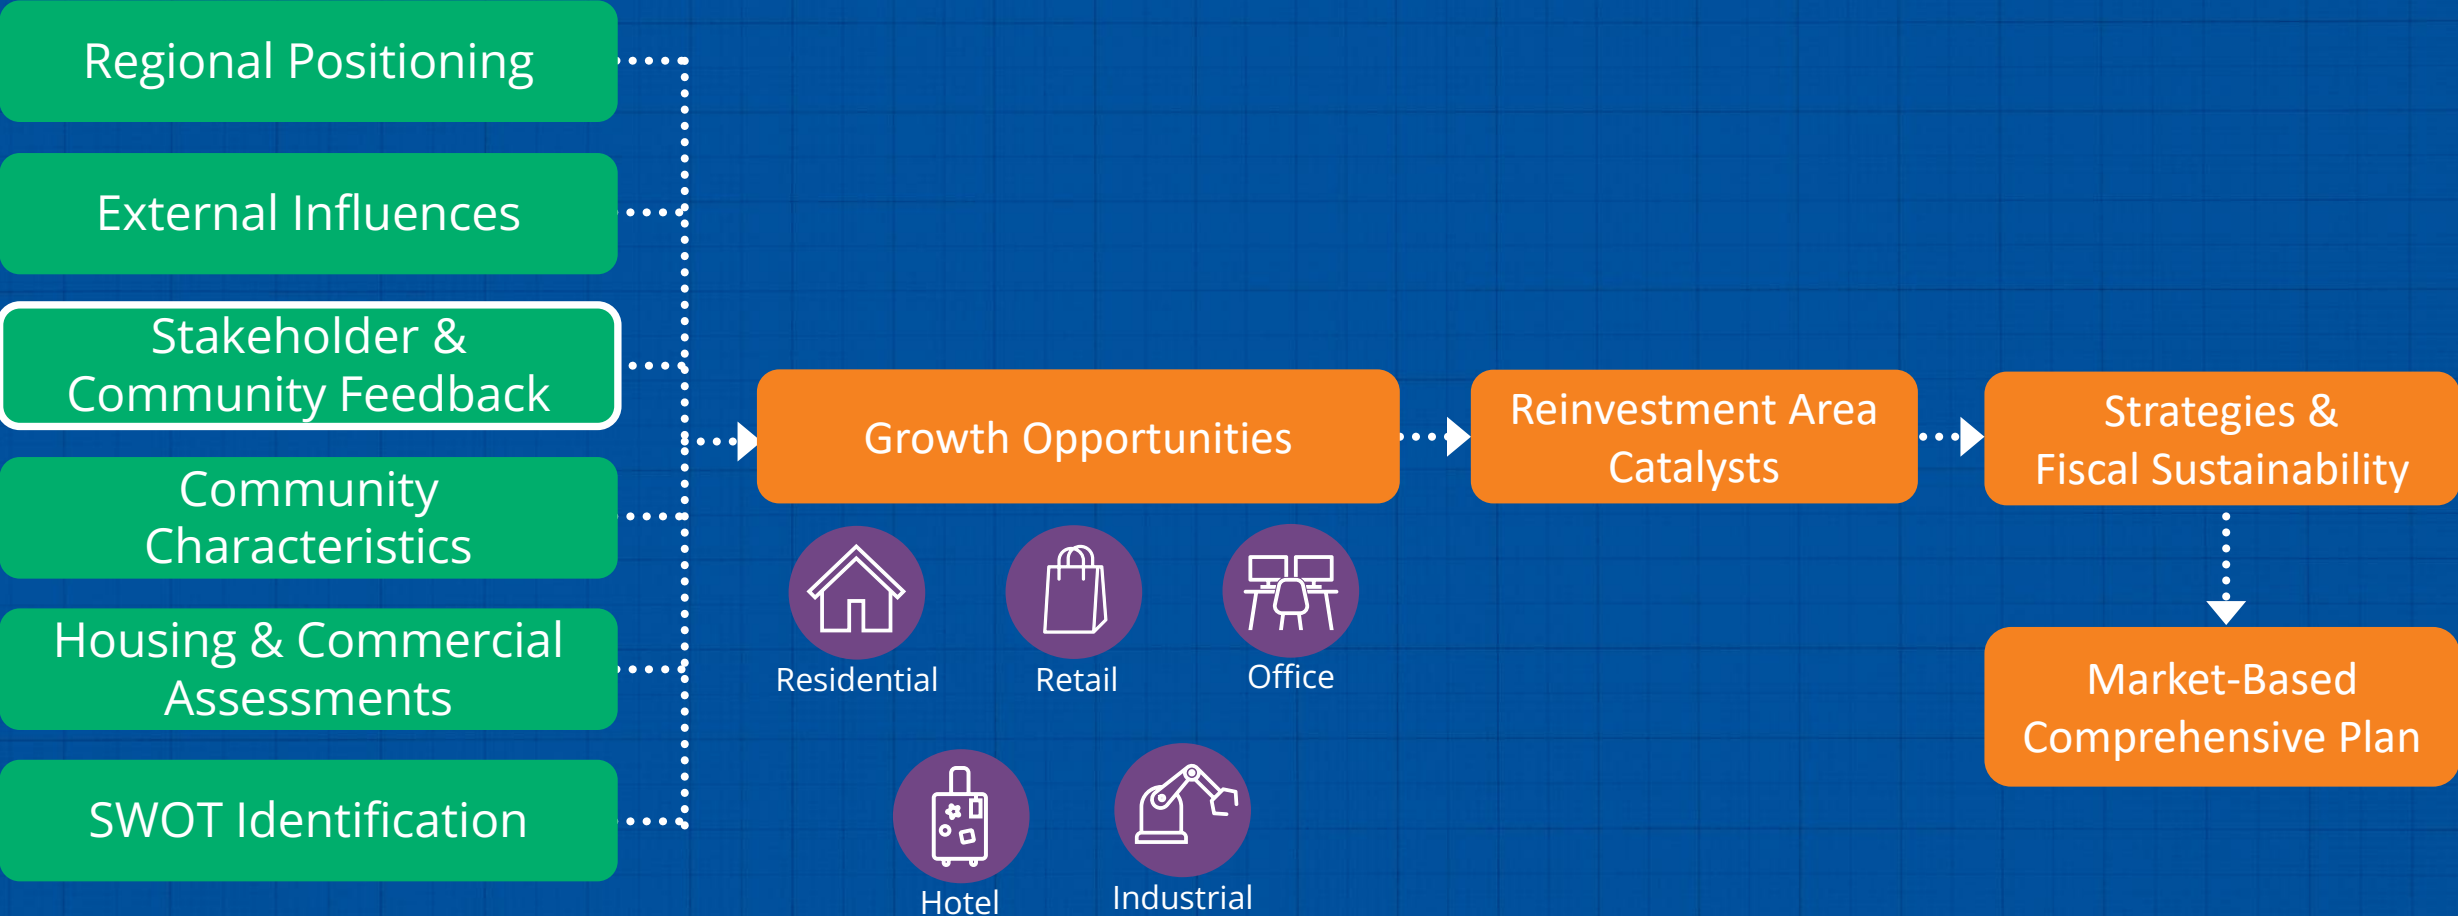 Regional Positioning
External Influences
Stakeholder &
Community Feedback
Community
Characteristics
Housing & Commercial
Assessments
SWOT Identification
Growth Opportunities
Residential
Retail
Office
Hotel
Industrial
Reinvestment Area
Catalysts
Strategies &
Fiscal Sustainability
Market-Based
Comprehensive Plan